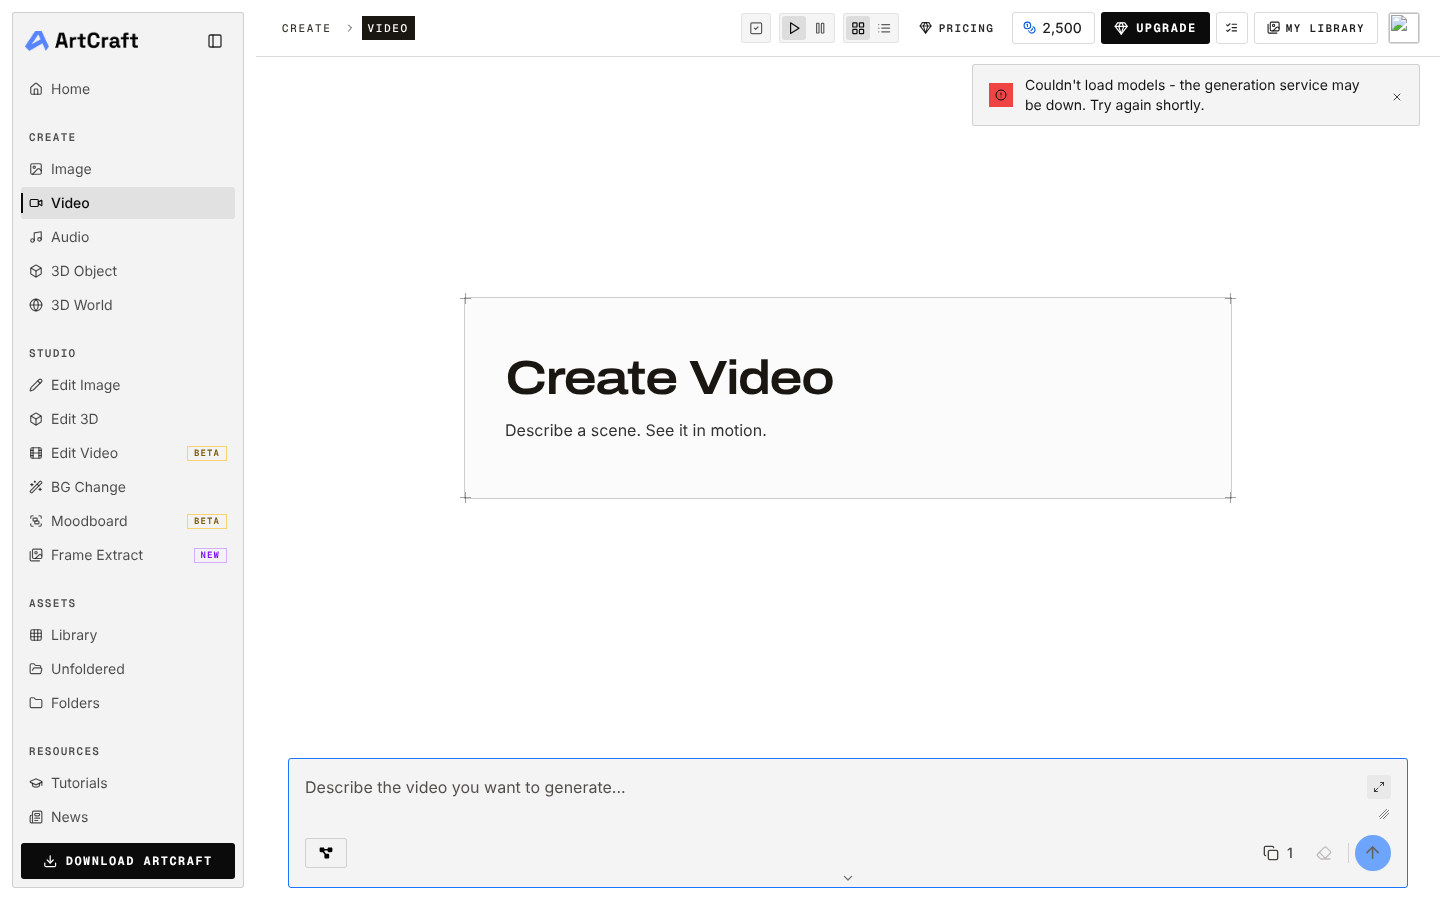 ArtCraft
Home
CREATE
Image
Video
Audio
3D Object
3D World
STUDIO
Edit Image
Edit 3D
Edit Video BETA
BG Change
Moodboard BETA
Frame Extract NEW
ASSETS
Library
Unfoldered
Folders
RESOURCES
Tutorials
News
DOWNLOAD ARTCRAFT
CREATE VIDEO
PRICING 2,500 UPGRADE MY LIBRARY
Couldn't load models - the generation service may
be down. Try again shortly.
Create Video
Describe a scene. See it in motion.
Describe the video you want to generate...
1